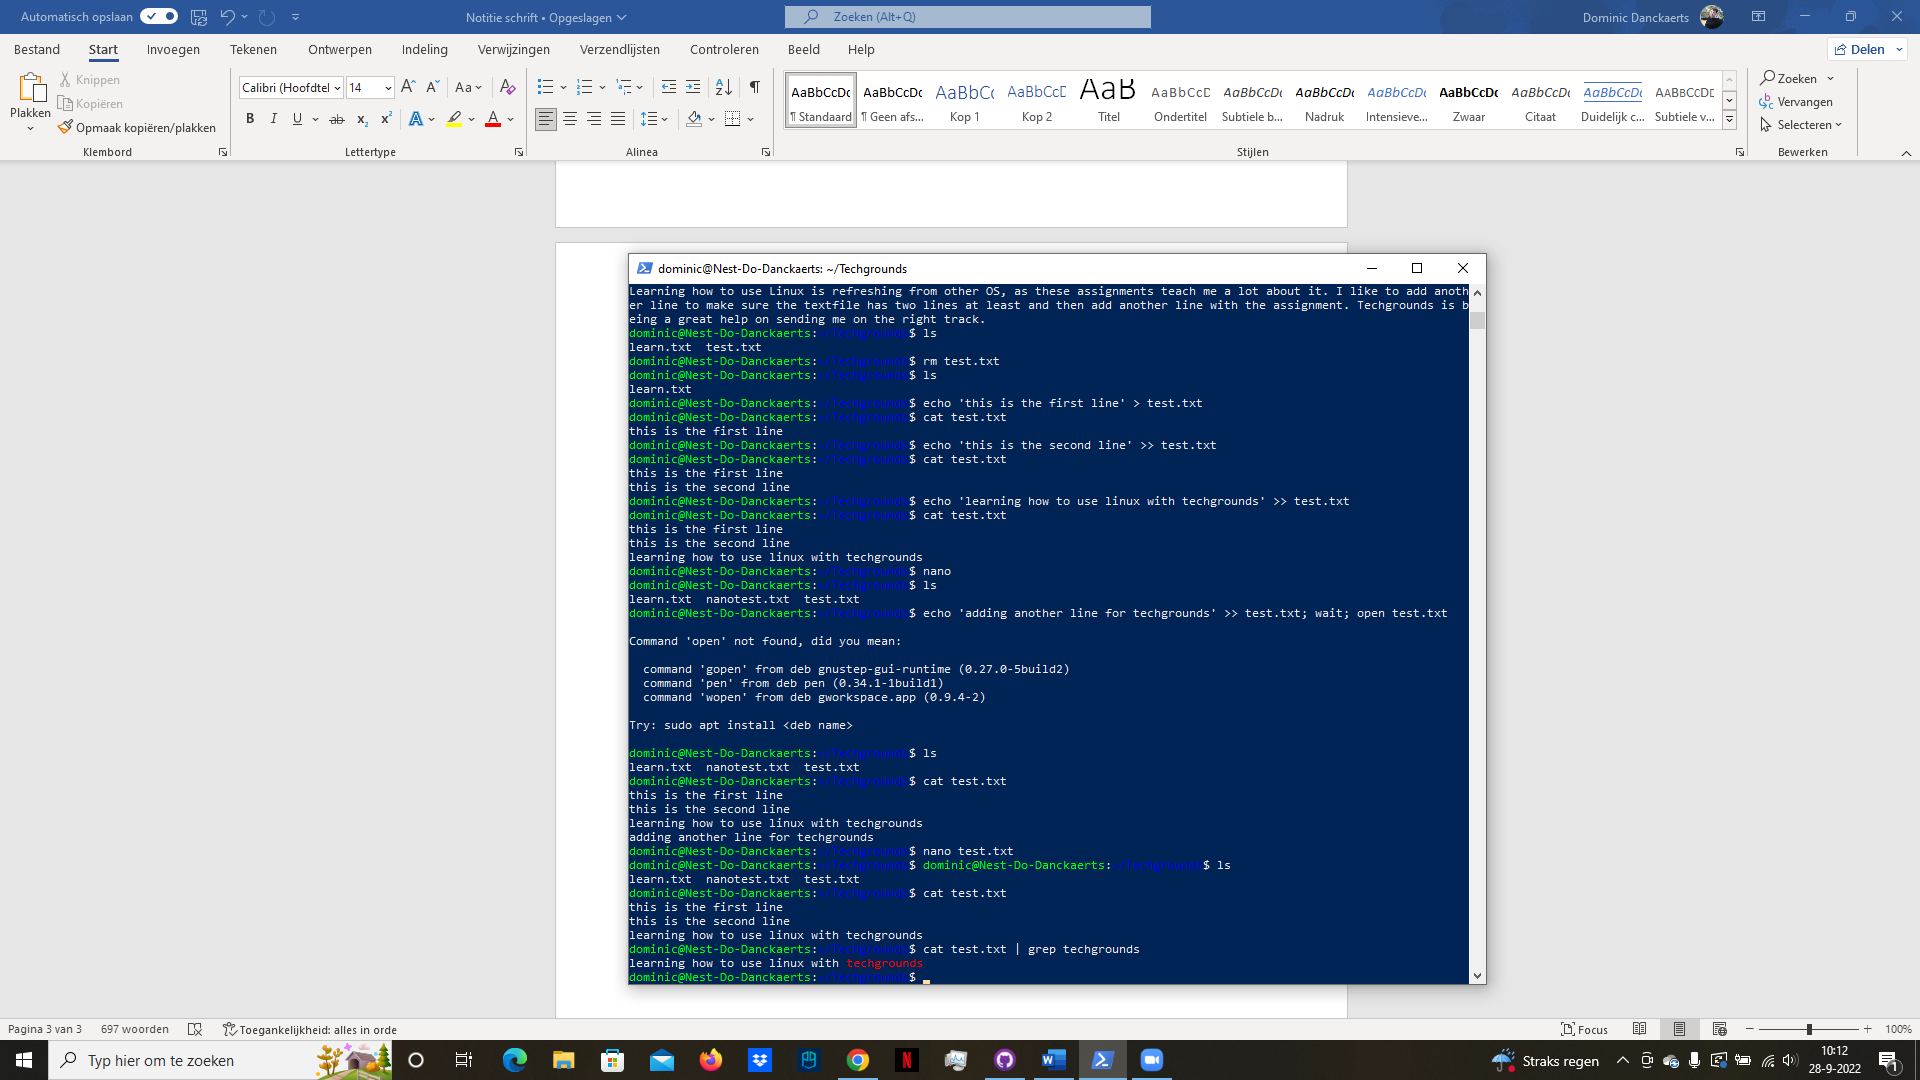 Automatisch opslaan
Notitie schrift • Opgeslagen
Zoeken (Alt+Q)
Dominic Danckaerts
Bestand Start Invoegen Tekenen Ontwerpen Indeling Verwijzingen Verzendlijsten Controleren Beeld Help
Delen
Plakken
Knippen
Kopiëren
Opmaak kopiëren/plakken
Klembord
Calibri (Hoofdtel 14
Lettertype
Alinea
AaBbCcDc AaBbCcDc AaBbCc AaBbCcD AaB AaBbCcD AaBbCcDc AaBbCcDc AaBbCcDc AaBbCcDc AaBbCcDc AaBbCcDc AABBCCDE
¶ Standaard ¶ Geen afs... Kop 1 Kop 2 Titel Ondertitel Subtiele b... Nadruk Intensieve... Zwaar Citaat Duidelijk c... Subtiele v...
Stijlen
Zoeken
Vervangen
Selecteren
Bewerken
dominic@Nest-Do-Danckaerts: ~/Techgrounds
Learning how to use Linux is refreshing from other OS, as these assignments teach me a lot about it. I like to add anoth
er line to make sure the textfile has two lines at least and then add another line with the assignment. Techgrounds is b
eing a great help on sending me on the right track.
dominic@Nest-Do-Danckaerts:~/Techgrounds$ ls
learn.txt  test.txt
dominic@Nest-Do-Danckaerts:~/Techgrounds$ rm test.txt
dominic@Nest-Do-Danckaerts:~/Techgrounds$ ls
learn.txt
dominic@Nest-Do-Danckaerts:~/Techgrounds$ echo 'this is the first line' > test.txt
dominic@Nest-Do-Danckaerts:~/Techgrounds$ cat test.txt
this is the first line
dominic@Nest-Do-Danckaerts:~/Techgrounds$ echo 'this is the second line' >> test.txt
dominic@Nest-Do-Danckaerts:~/Techgrounds$ cat test.txt
this is the first line
this is the second line
dominic@Nest-Do-Danckaerts:~/Techgrounds$ echo 'learning how to use linux with techgrounds' >> test.txt
dominic@Nest-Do-Danckaerts:~/Techgrounds$ cat test.txt
this is the first line
this is the second line
learning how to use linux with techgrounds
dominic@Nest-Do-Danckaerts:~/Techgrounds$ nano
dominic@Nest-Do-Danckaerts:~/Techgrounds$ ls
learn.txt  nanotest.txt  test.txt
dominic@Nest-Do-Danckaerts:~/Techgrounds$ echo 'adding another line for techgrounds' >> test.txt; wait; open test.txt
Command 'open' not found, did you mean:
command 'gopen' from deb gnustep-gui-runtime (0.27.0-5build2)
command 'pen' from deb pen (0.34.1-1build1)
command 'wopen' from deb gworkspace.app (0.9.4-2)
Try: sudo apt install <deb name>
dominic@Nest-Do-Danckaerts:~/Techgrounds$ ls
learn.txt  nanotest.txt  test.txt
dominic@Nest-Do-Danckaerts:~/Techgrounds$ cat test.txt
this is the first line
this is the second line
learning how to use linux with techgrounds
adding another line for techgrounds
dominic@Nest-Do-Danckaerts:~/Techgrounds$ nano test.txt
dominic@Nest-Do-Danckaerts:~/Techgrounds$ dominic@Nest-Do-Danckaerts:~/Techgrounds$ ls
learn.txt  nanotest.txt  test.txt
dominic@Nest-Do-Danckaerts:~/Techgrounds$ cat test.txt
this is the first line
this is the second line
learning how to use linux with techgrounds
dominic@Nest-Do-Danckaerts:~/Techgrounds$ cat test.txt | grep techgrounds
learning how to use linux with techgrounds
dominic@Nest-Do-Danckaerts:~/Techgrounds$
Pagina 3 van 3 697 woorden Toegankelijkheid: alles in orde
Focus 100%
Typ hier om te zoeken
Straks regen
10:12
28-9-2022
1